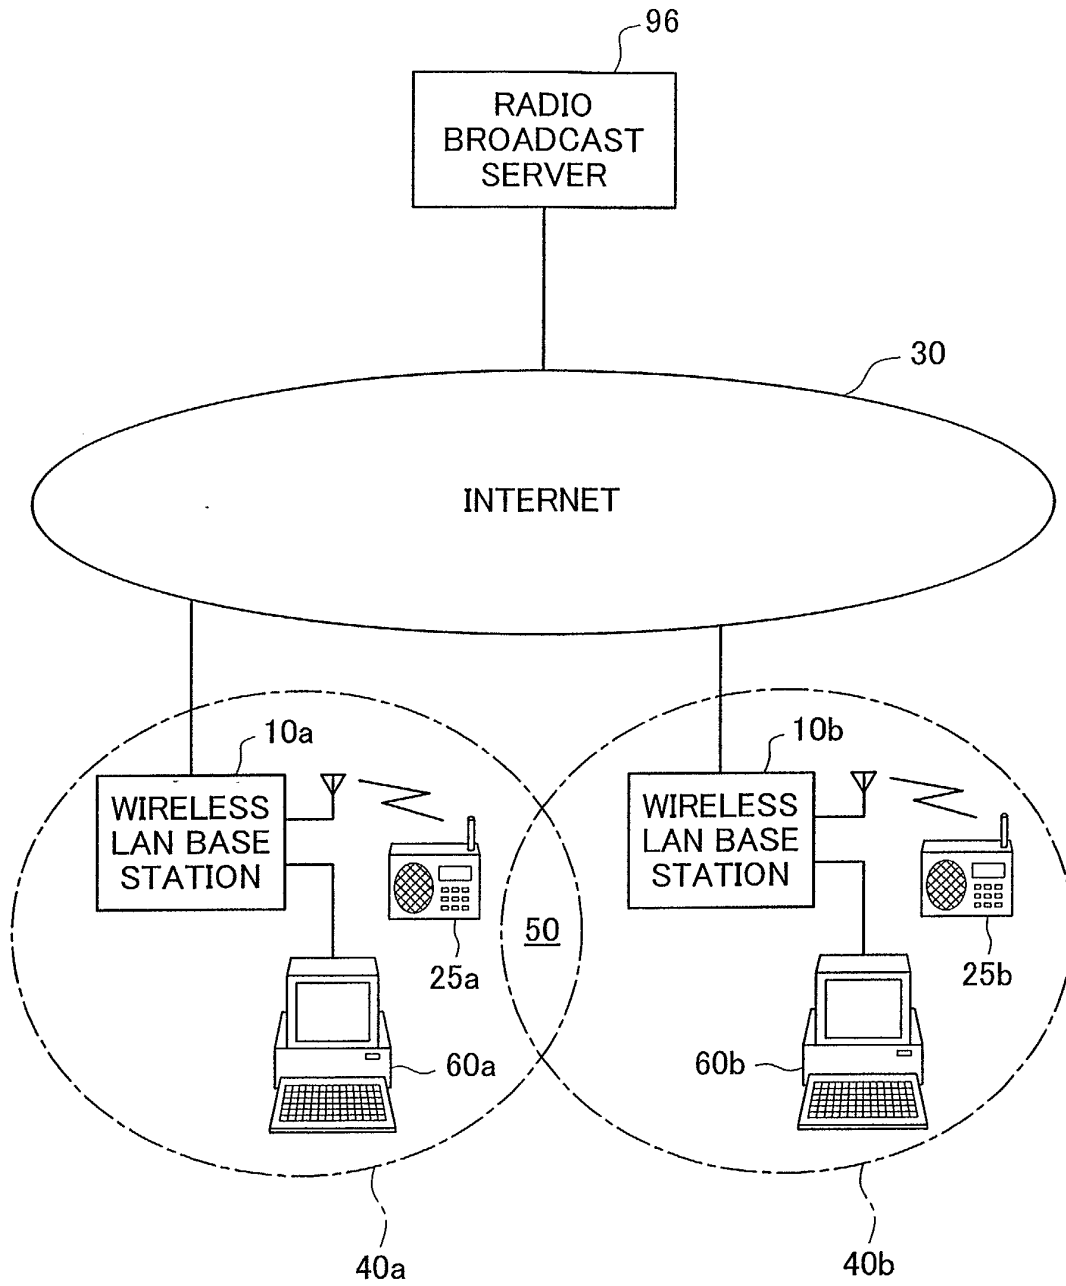 96
RADIO
BROADCAST
SERVER
30
INTERNET
10a
10b
WIRELESS
LAN BASE
STATION
WIRELESS
LAN BASE
STATION
50
25a
25b
60a
60b
40a
40b